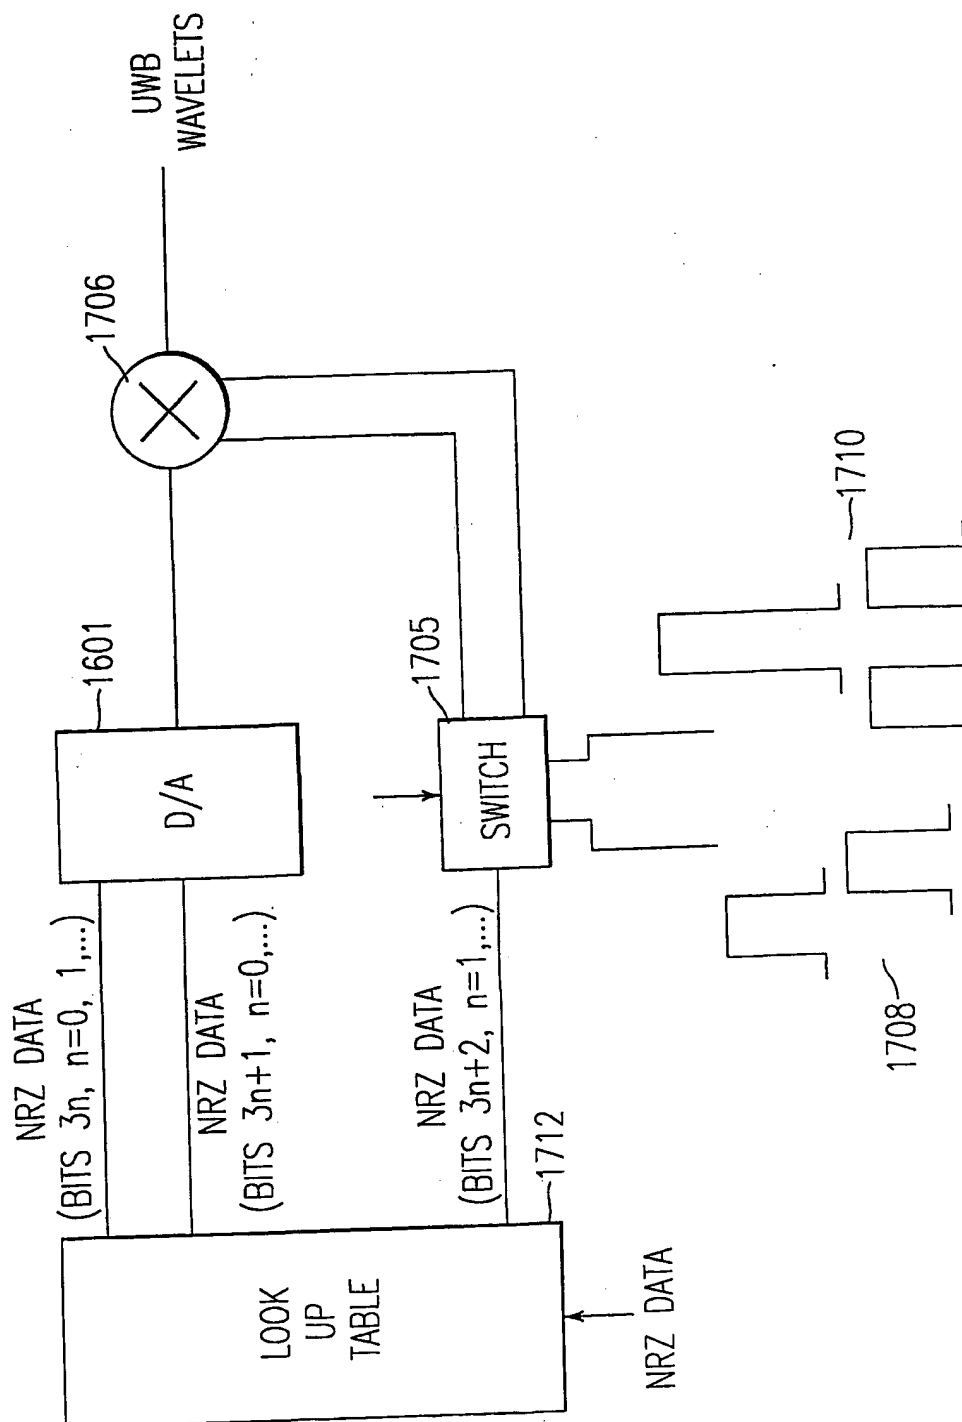 UWB
WAVELETS
1706
1601
D/A
1705
SWITCH
1710
1708
NRZ DATA
(BITS 3n, n=0, 1,...)
NRZ DATA
(BITS 3n+1, n=0,...)
NRZ DATA
(BITS 3n+2, n=1,...)
1712
LOOK
UP
TABLE
NRZ DATA